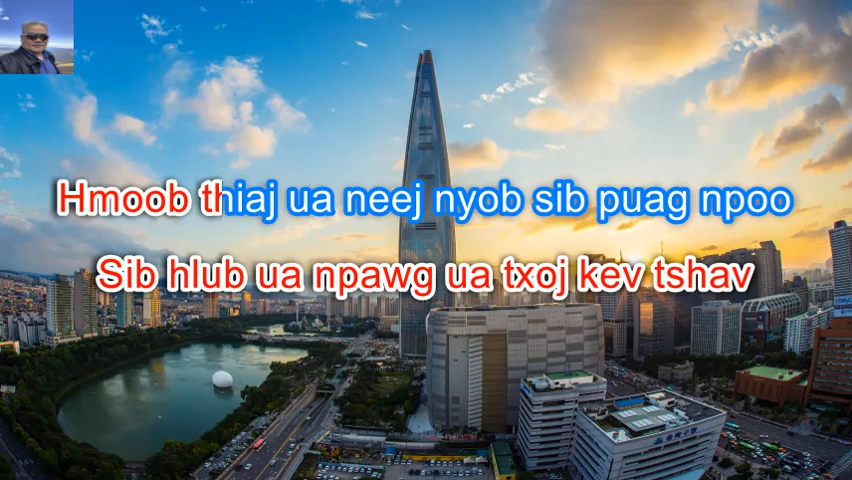 Hmoob thiaj ua neej nyob sib puag npoo
Sib hlub ua npawg ua txoj kev tshav